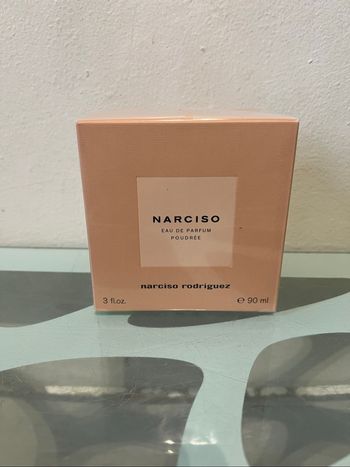 NARCISO
EAU DE PARFUM
POUDRÉE
narciso rodriguez
3 fl.oz. ℮ 90 ml